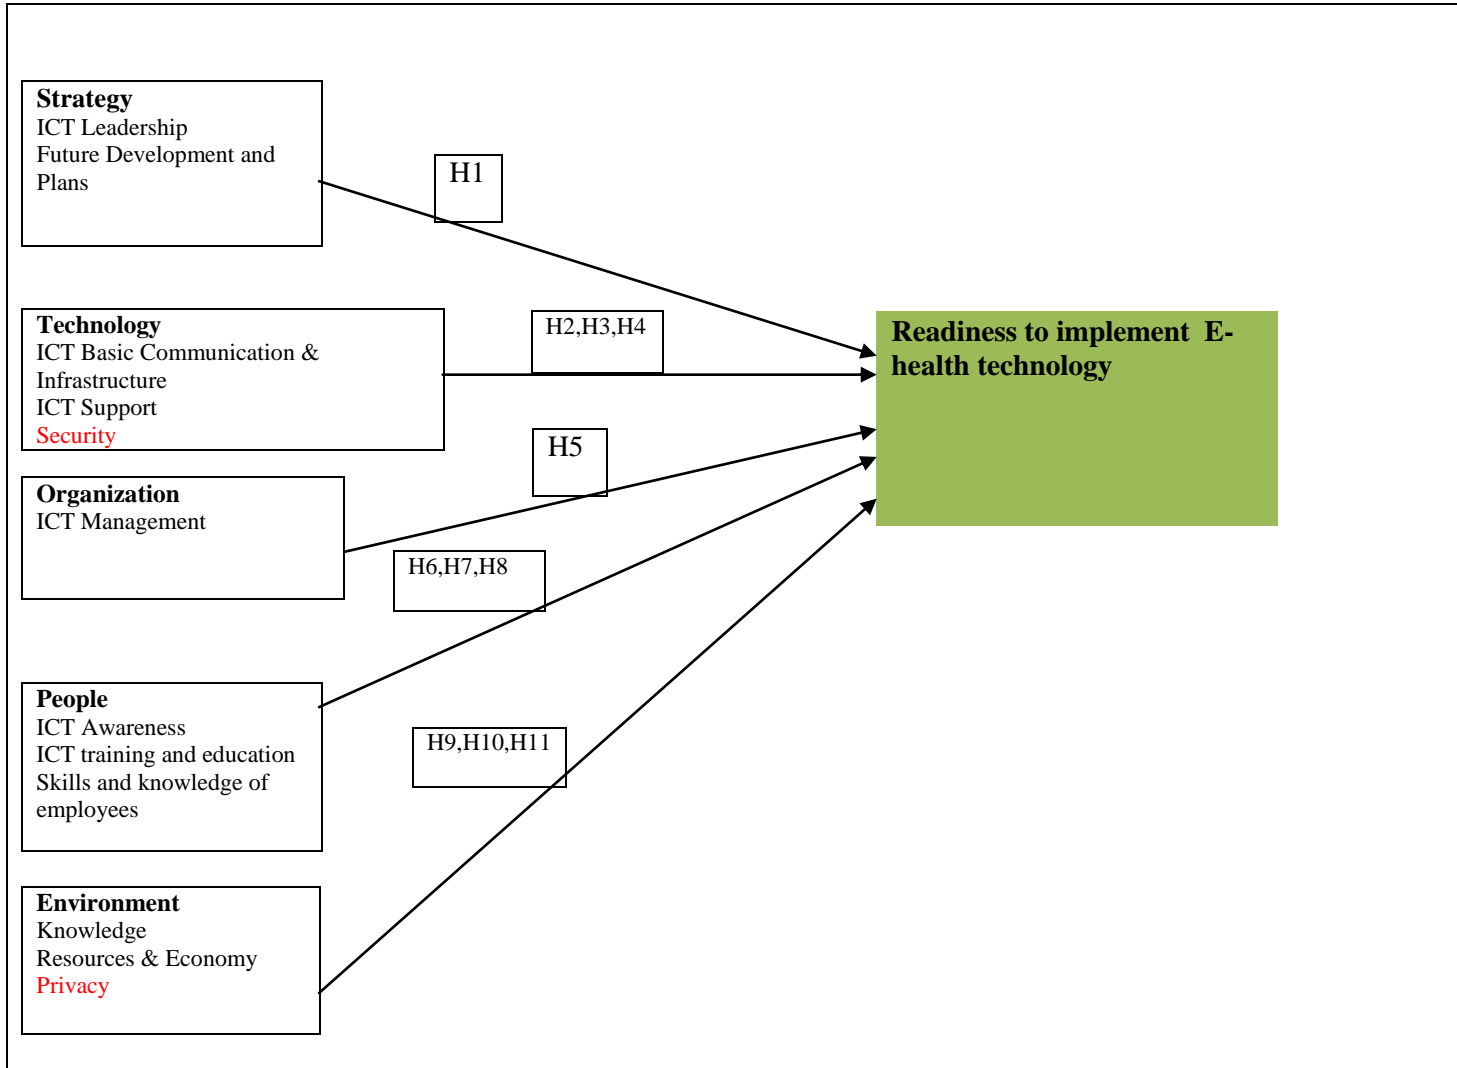 Strategy
ICT Leadership
Future Development and
Plans
H1
Technology
ICT Basic Communication &
Infrastructure
ICT Support
Security
H2,H3,H4
Readiness to implement  E-
health technology
Organization
ICT Management
H5
H6,H7,H8
People
ICT Awareness
ICT training and education
Skills and knowledge of
employees
H9,H10,H11
Environment
Knowledge
Resources & Economy
Privacy